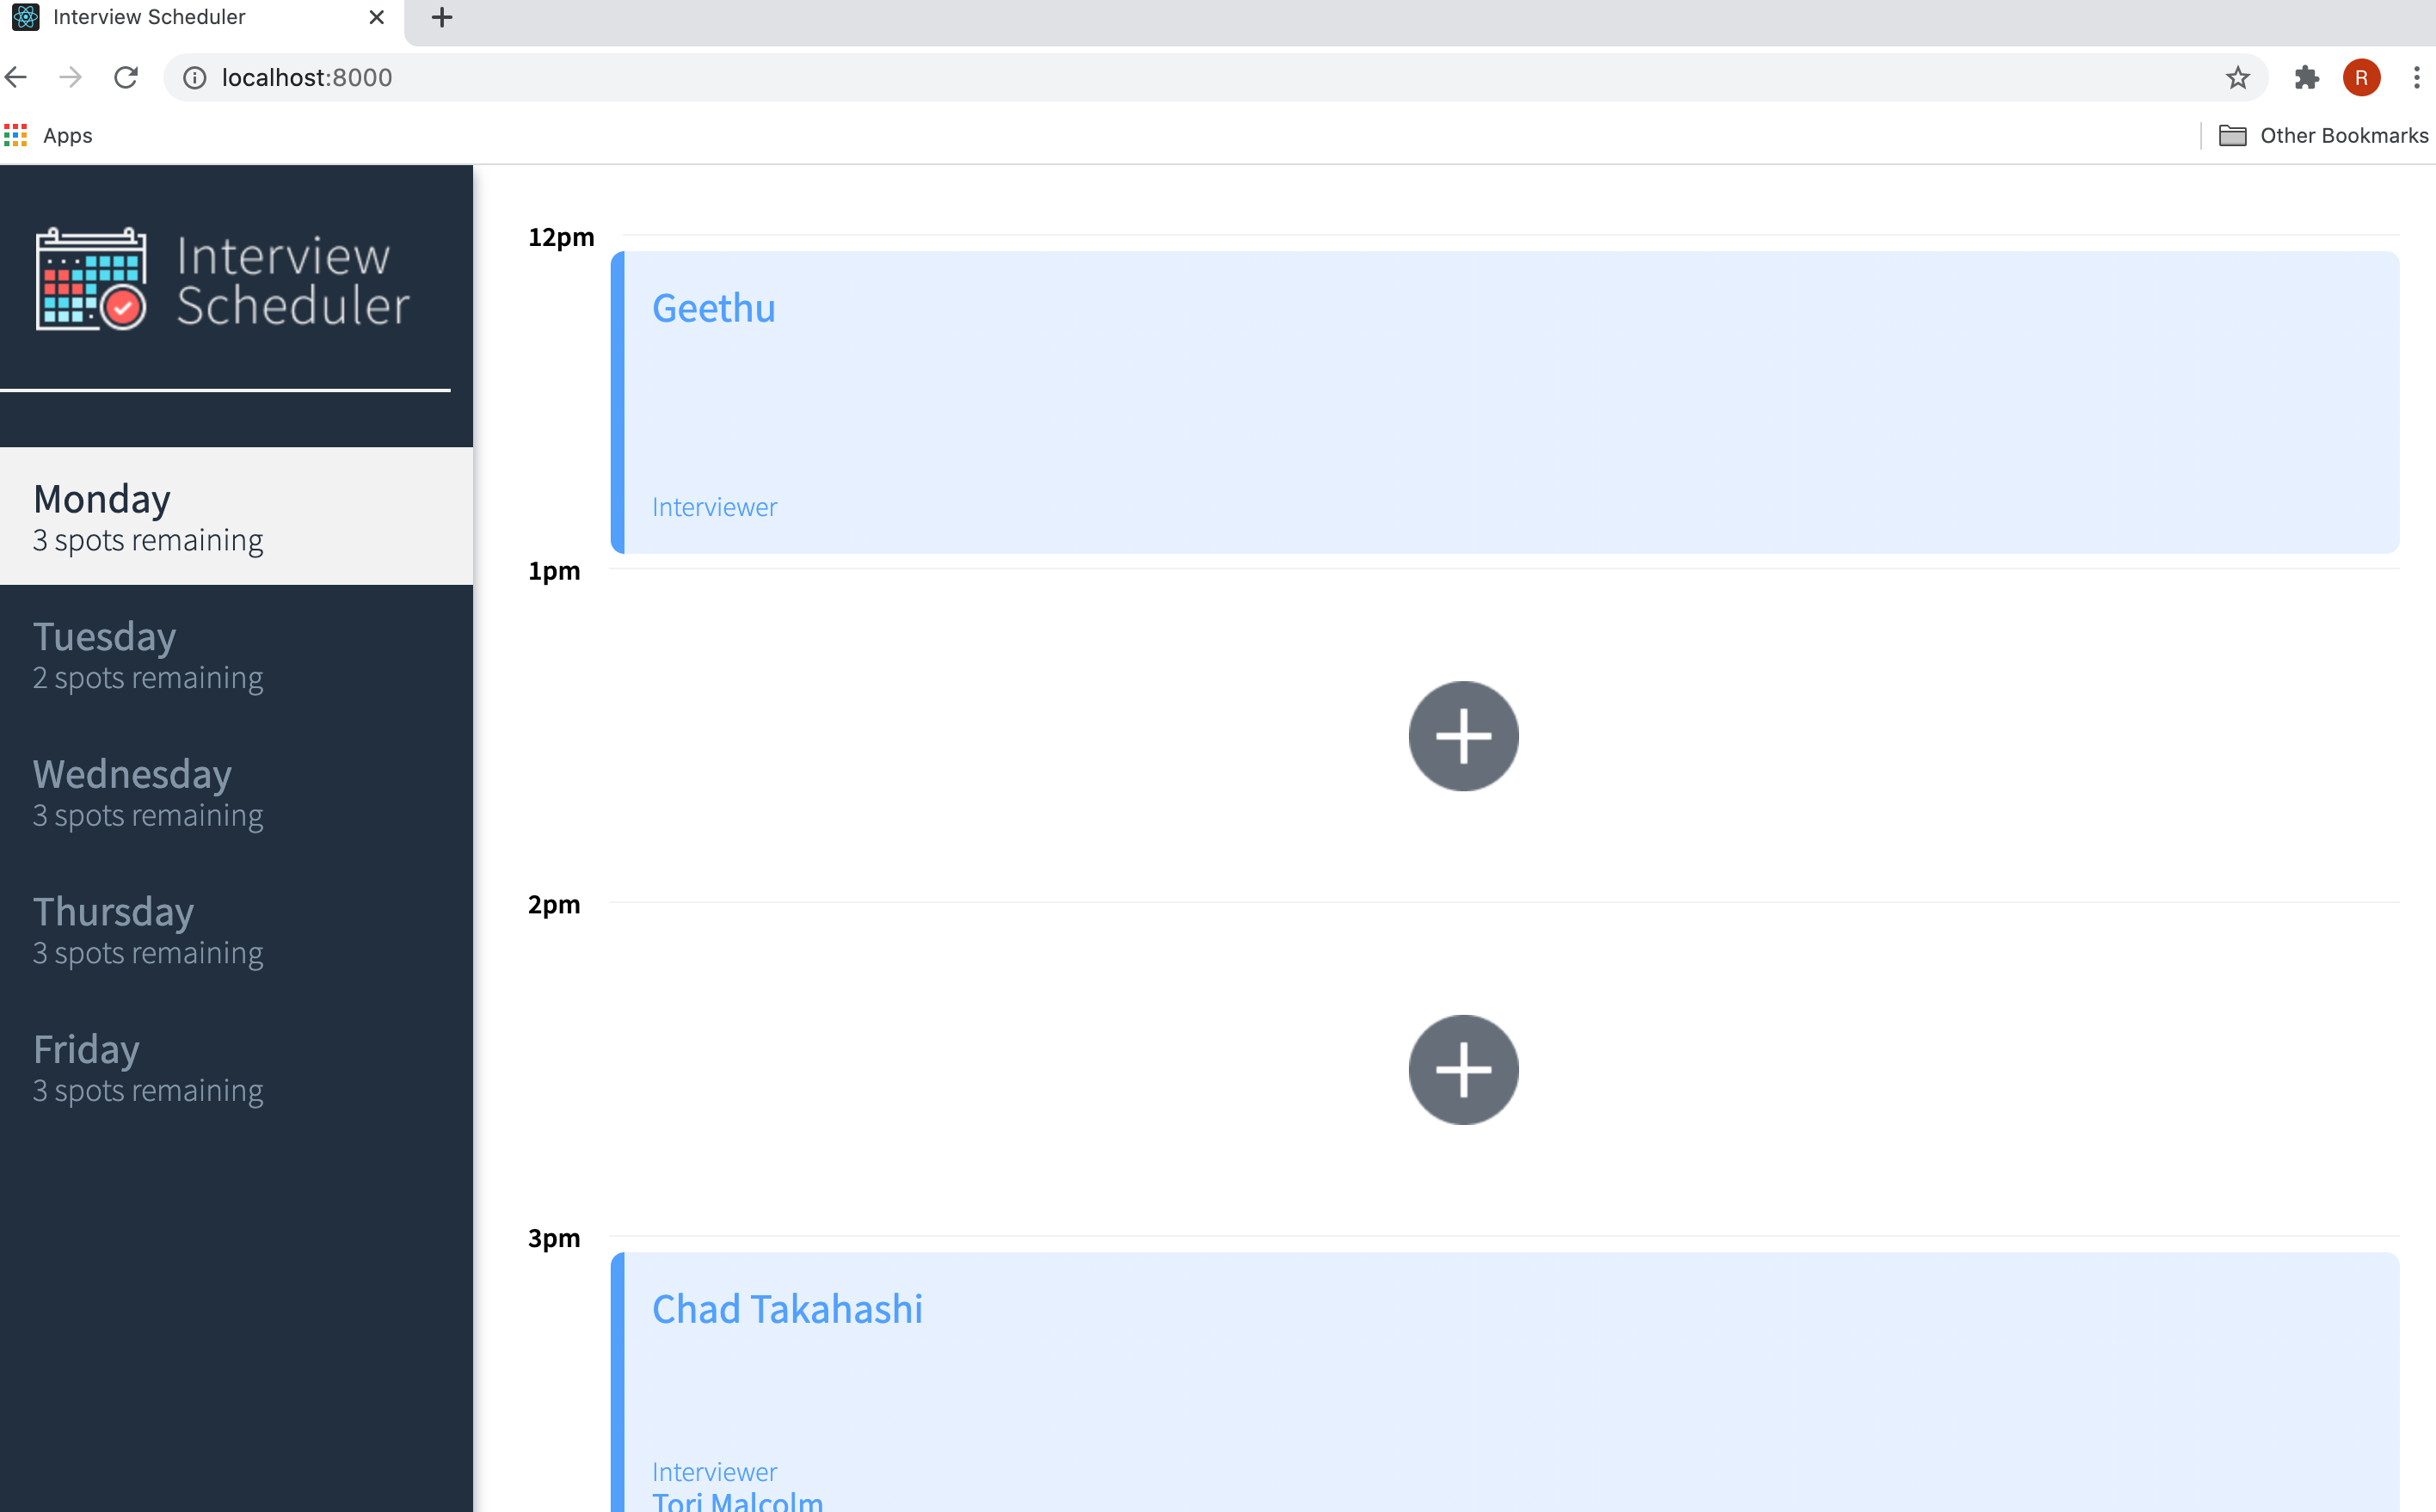 Interview Scheduler
localhost:8000
R
Apps
Other Bookmarks
Interview
Scheduler
Monday
3 spots remaining
Tuesday
2 spots remaining
Wednesday
3 spots remaining
Thursday
3 spots remaining
Friday
3 spots remaining
12pm
Geethu
Interviewer
1pm
2pm
3pm
Chad Takahashi
Interviewer
Tori Malcolm